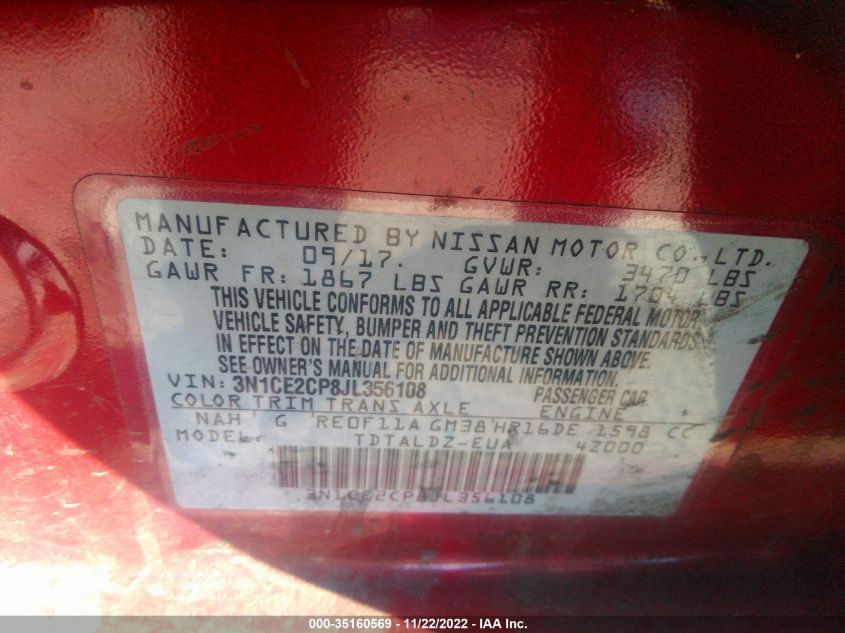 MANUFACTURED BY NISSAN MOTOR CO., LTD.
DATE: 09/17. GVWR: 3470 LBS
GAWR FR: 1867 LBS GAWR RR: 1704 LBS
THIS VEHICLE CONFORMS TO ALL APPLICABLE FEDERAL MOTOR
VEHICLE SAFETY, BUMPER AND THEFT PREVENTION STANDARDS
IN EFFECT ON THE DATE OF MANUFACTURE SHOWN ABOVE.
SEE OWNER'S MANUAL FOR ADDITIONAL INFORMATION.
VIN: 3N1CE2CP8JL356108 PASSENGER CAR
COLOR TRIM TRANS AXLE ENGINE
NAH G RE0F11A GM38 HR16DE 1598 CC
MODEL: TDTALDZ-EUA 4Z000
3N1CE2CP8JL356108
000-35160569 - 11/22/2022 - IAA Inc.